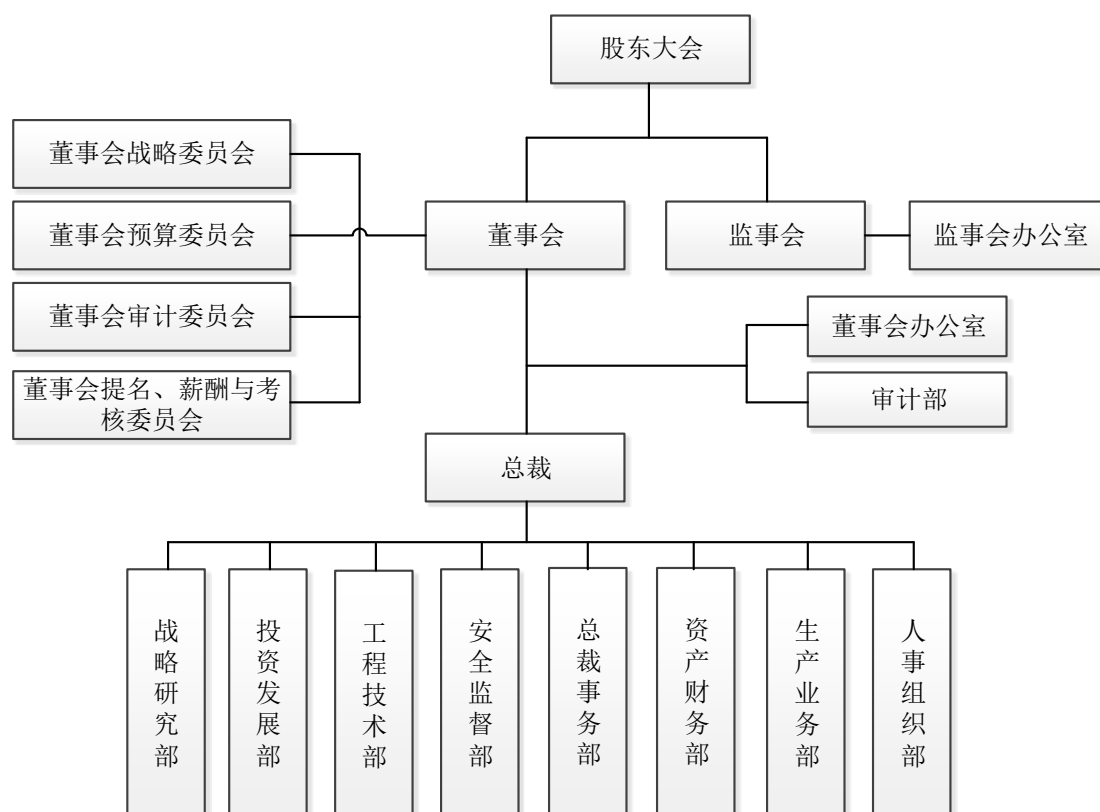 股东大会
董事会战略委员会
董事会预算委员会
董事会
监事会
监事会办公室
董事会审计委员会
董事会办公室
董事会提名、薪酬与考
核委员会
审计部
总裁
战略研究部
投资发展部
工程技术部
安全监督部
总裁事务部
资产财务部
生产业务部
人事组织部